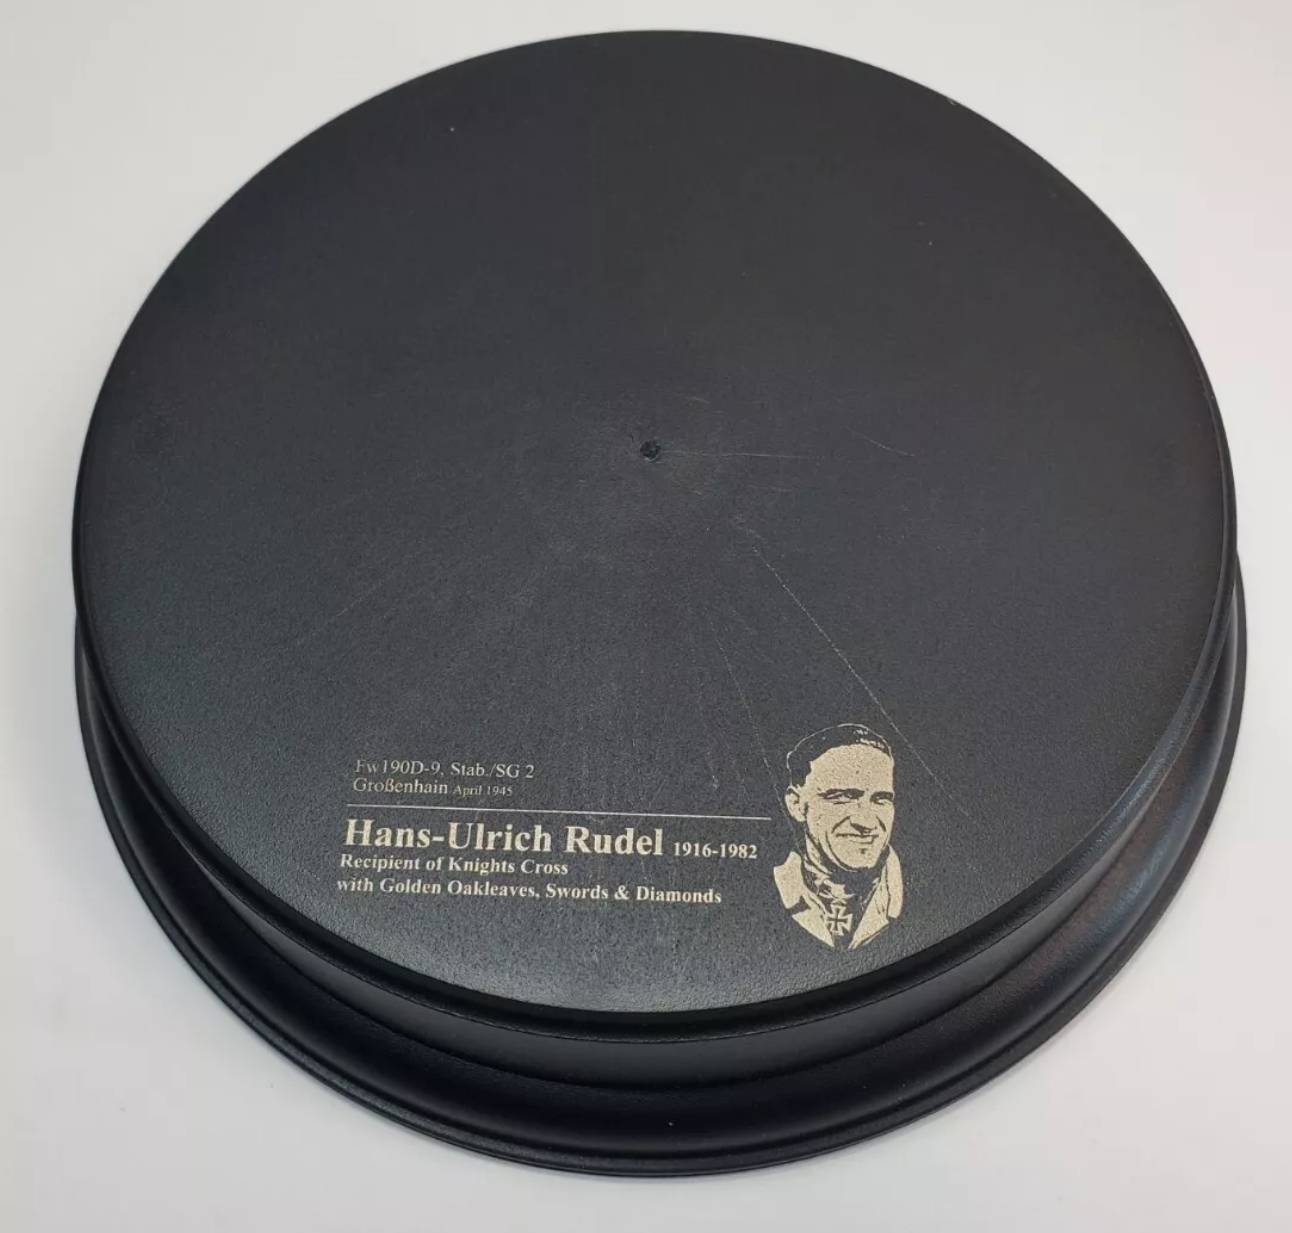 Fw190D-9, Stab./SG 2
Großenhain April 1945
Hans-Ulrich Rudel 1916-1982
Recipient of Knights Cross
with Golden Oakleaves, Swords & Diamonds